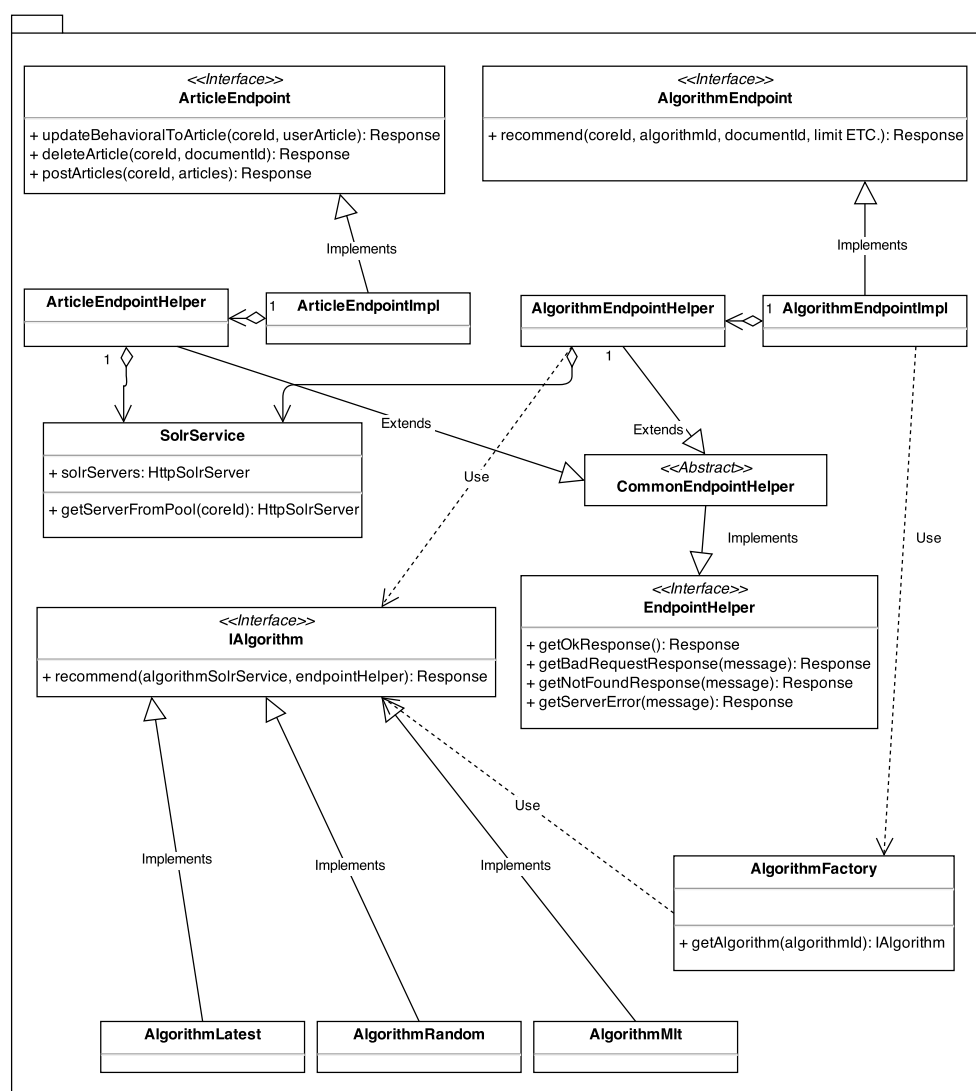 <<Interface>>
ArticleEndpoint
+ updateBehavioralToArticle(coreId, userArticle): Response
+ deleteArticle(coreId, documentId): Response
+ postArticles(coreId, articles): Response
<<Interface>>
AlgorithmEndpoint
+ recommend(coreId, algorithmId, documentId, limit ETC.): Response
Implements
Implements
ArticleEndpointHelper
1
ArticleEndpointImpl
AlgorithmEndpointHelper
1
AlgorithmEndpointImpl
1
1
Extends
Extends
Use
SolrService
+ solrServers: HttpSolrServer
+ getServerFromPool(coreId): HttpSolrServer
<<Abstract>>
CommonEndpointHelper
Implements
Use
<<Interface>>
EndpointHelper
+ getOkResponse(): Response
+ getBadRequestResponse(message): Response
+ getNotFoundResponse(message): Response
+ getServerError(message): Response
<<Interface>>
IAlgorithm
+ recommend(algorithmSolrService, endpointHelper): Response
Use
Implements
Implements
Implements
AlgorithmFactory
+ getAlgorithm(algorithmId): IAlgorithm
AlgorithmLatest
AlgorithmRandom
AlgorithmMlt